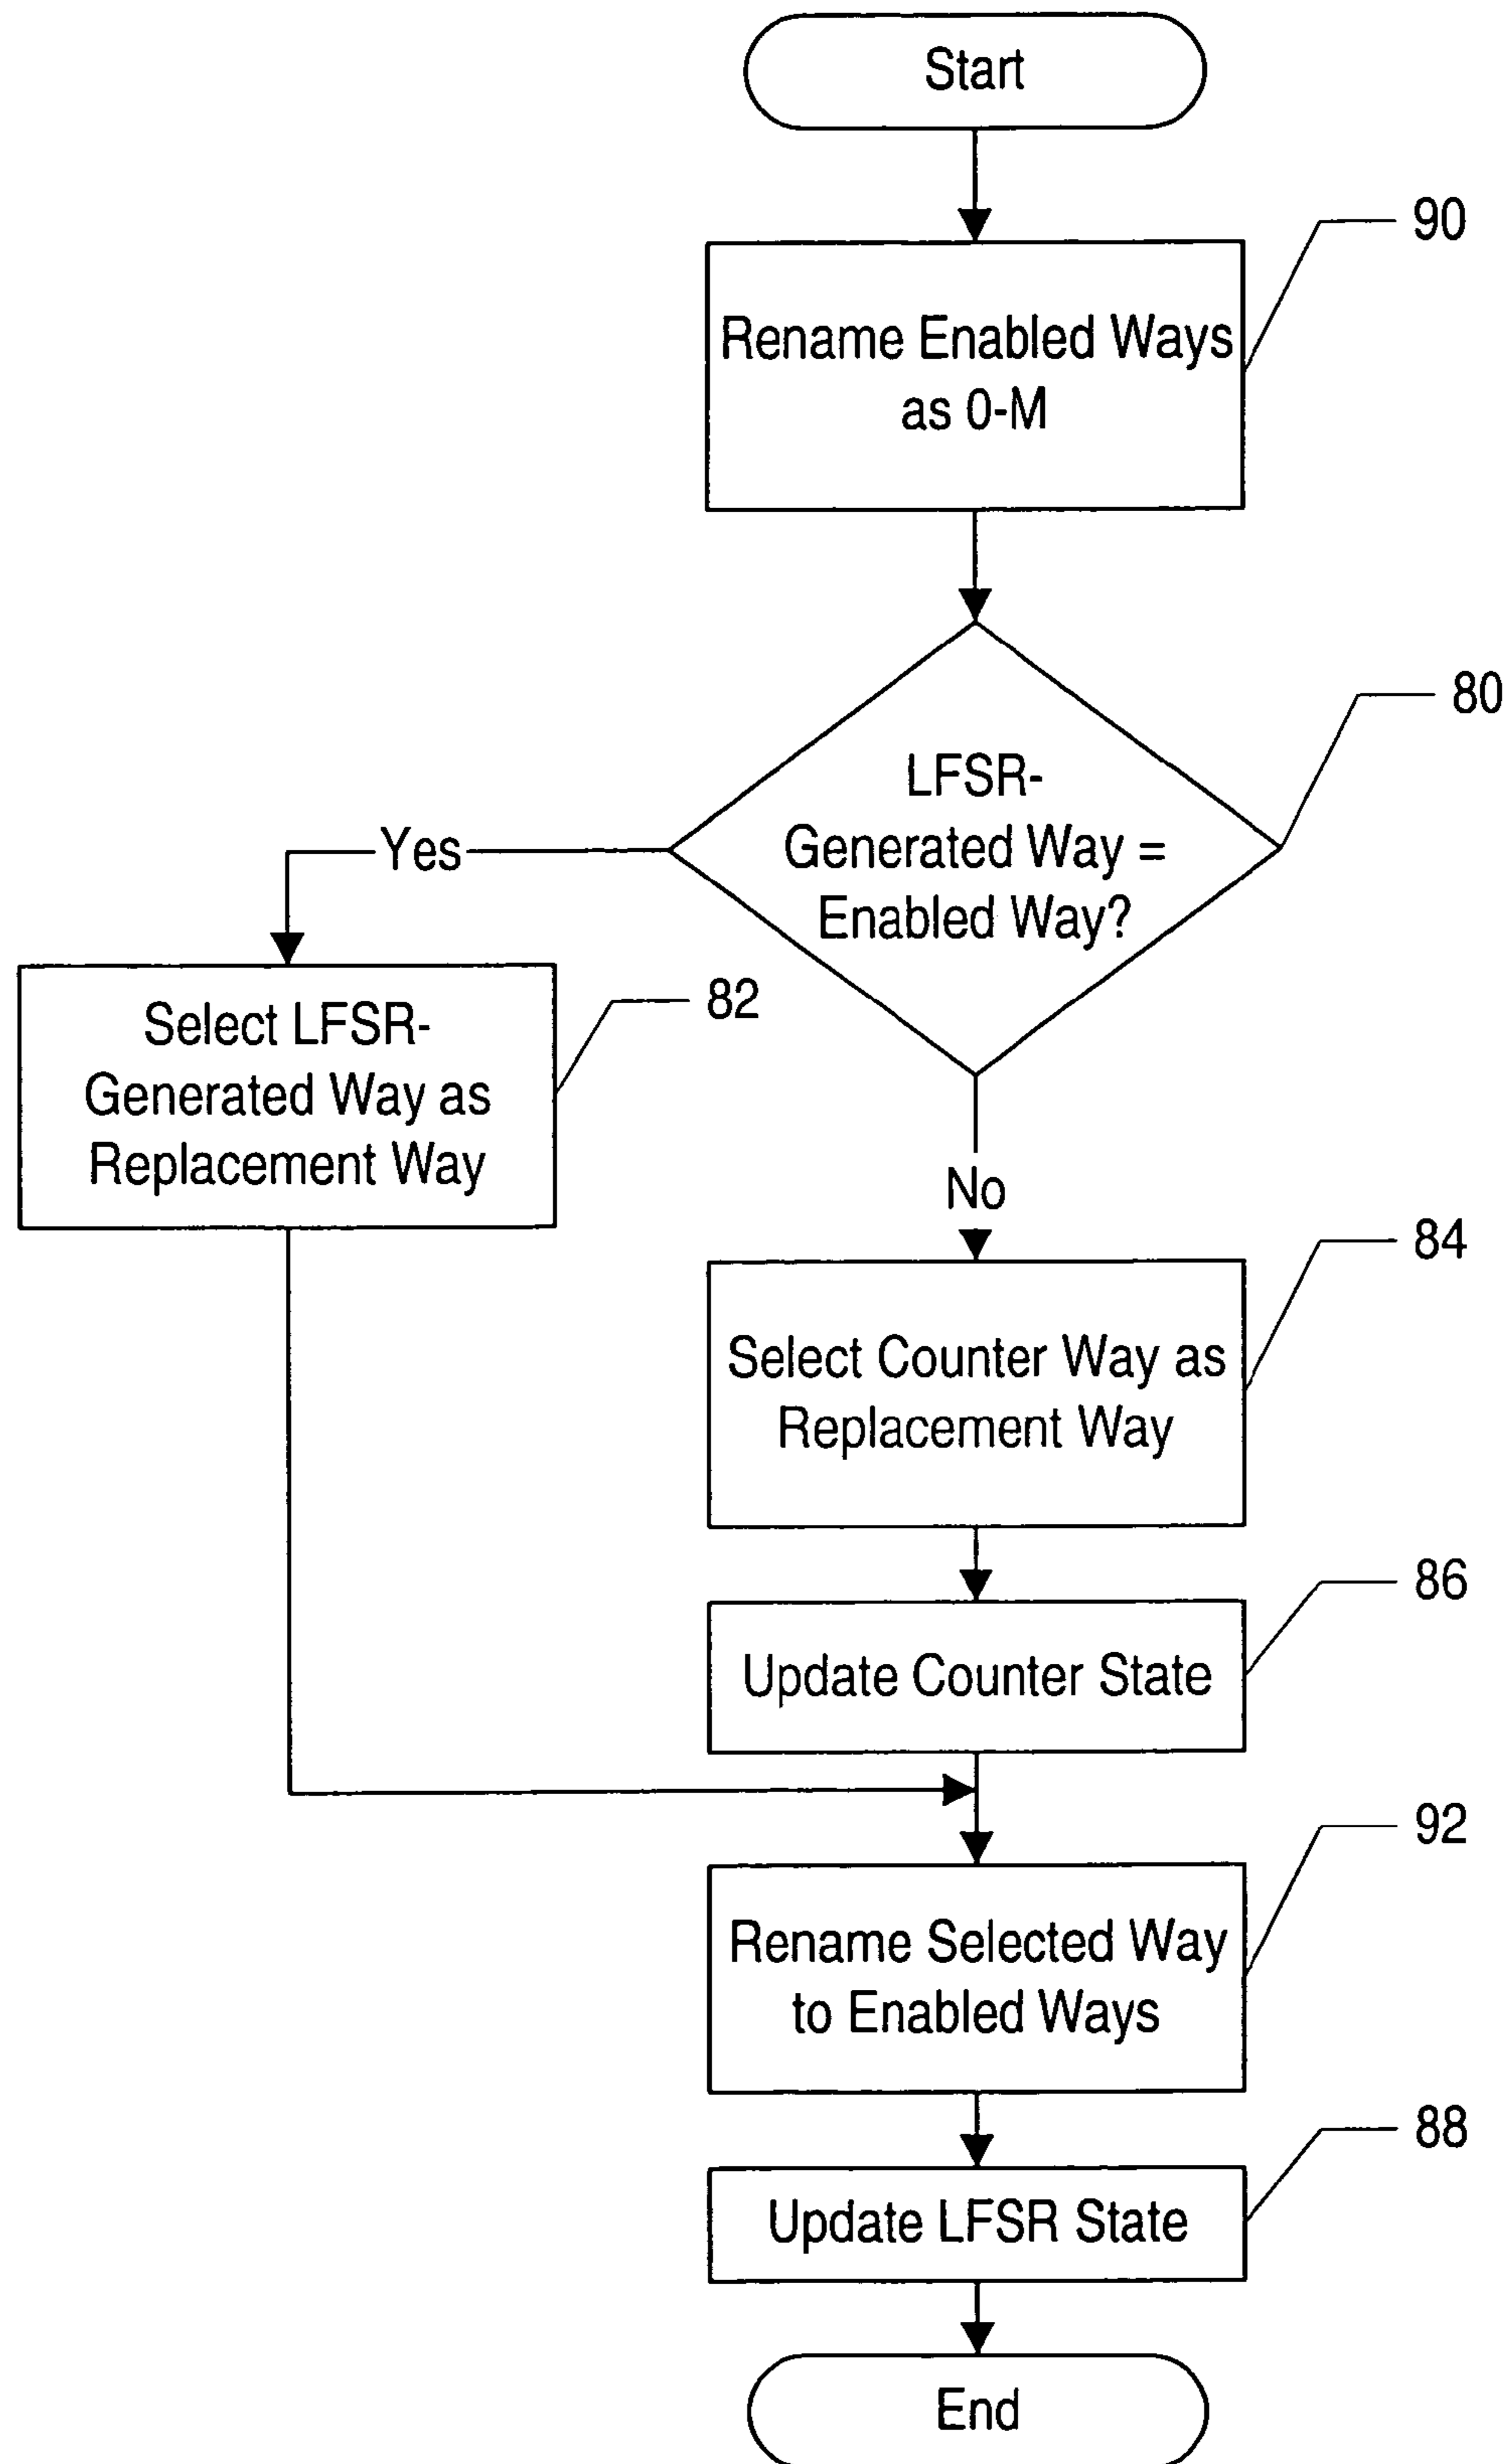 Start
90
Rename Enabled Ways
as 0-M
80
LFSR-
Generated Way =
Enabled Way?
Yes
82
Select LFSR-
Generated Way as
Replacement Way
No
84
Select Counter Way as
Replacement Way
86
Update Counter State
92
Rename Selected Way
to Enabled Ways
88
Update LFSR State
End